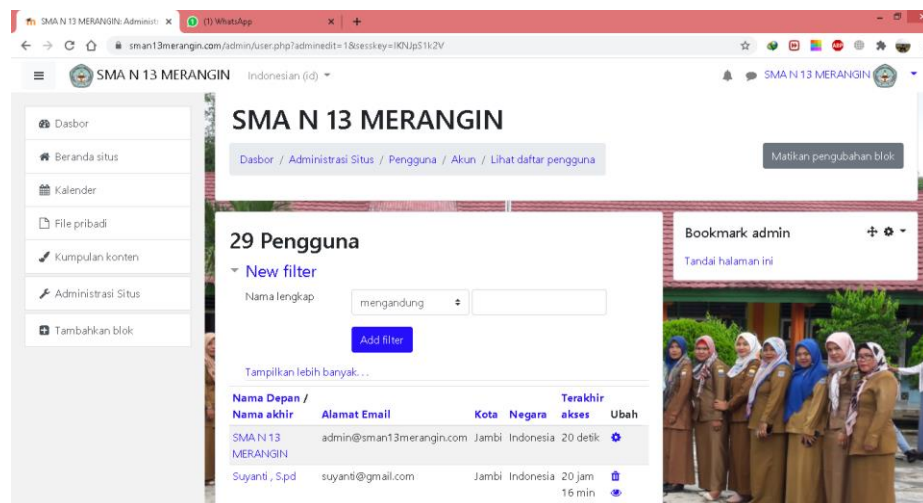 SMA N 13 MERANGIN: Administr
(1) WhatsApp
sman13merangin.com/admin/user.php?adminedit=1&sesskey=IKNJpS1k2V
SMA N 13 MERANGIN
Indonesian (id)
SMA N 13 MERANGIN
Dasbor
Beranda situs
Kalender
File pribadi
Kumpulan konten
Administrasi Situs
Tambahkan blok
SMA N 13 MERANGIN
Dasbor / Administrasi Situs / Pengguna / Akun / Lihat daftar pengguna
Matikan pengubahan blok
29 Pengguna
New filter
Nama lengkap
mengandung
Add filter
Tampilkan lebih banyak...
Bookmark admin
Tandai halaman ini
Nama Depan / Nama akhir Alamat Email Kota Negara Terakhir akses Ubah
SMA N 13 MERANGIN admin@sman13merangin.com Jambi Indonesia 20 detik
Suyanti , S.pd suyanti@gmail.com Jambi Indonesia 20 jam 16 min